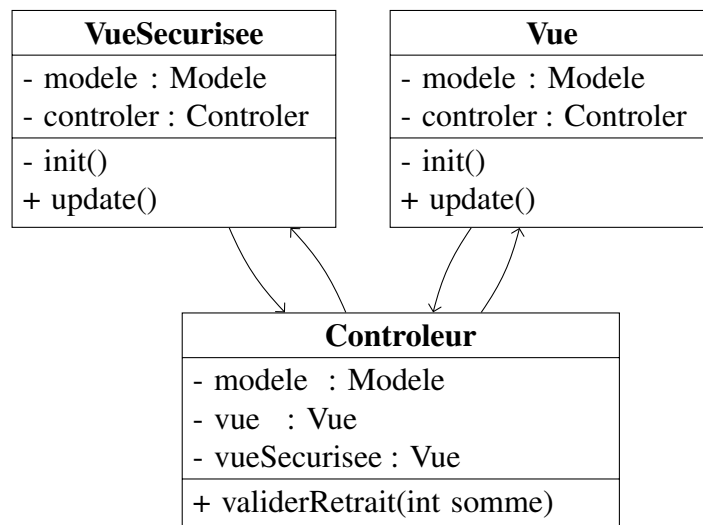 VueSecurisee
- modele : Modele
- controler : Controler
- init()
+ update()
Vue
- modele : Modele
- controler : Controler
- init()
+ update()
Controleur
- modele : Modele
- vue : Vue
- vueSecurisee : Vue
+ validerRetrait(int somme)